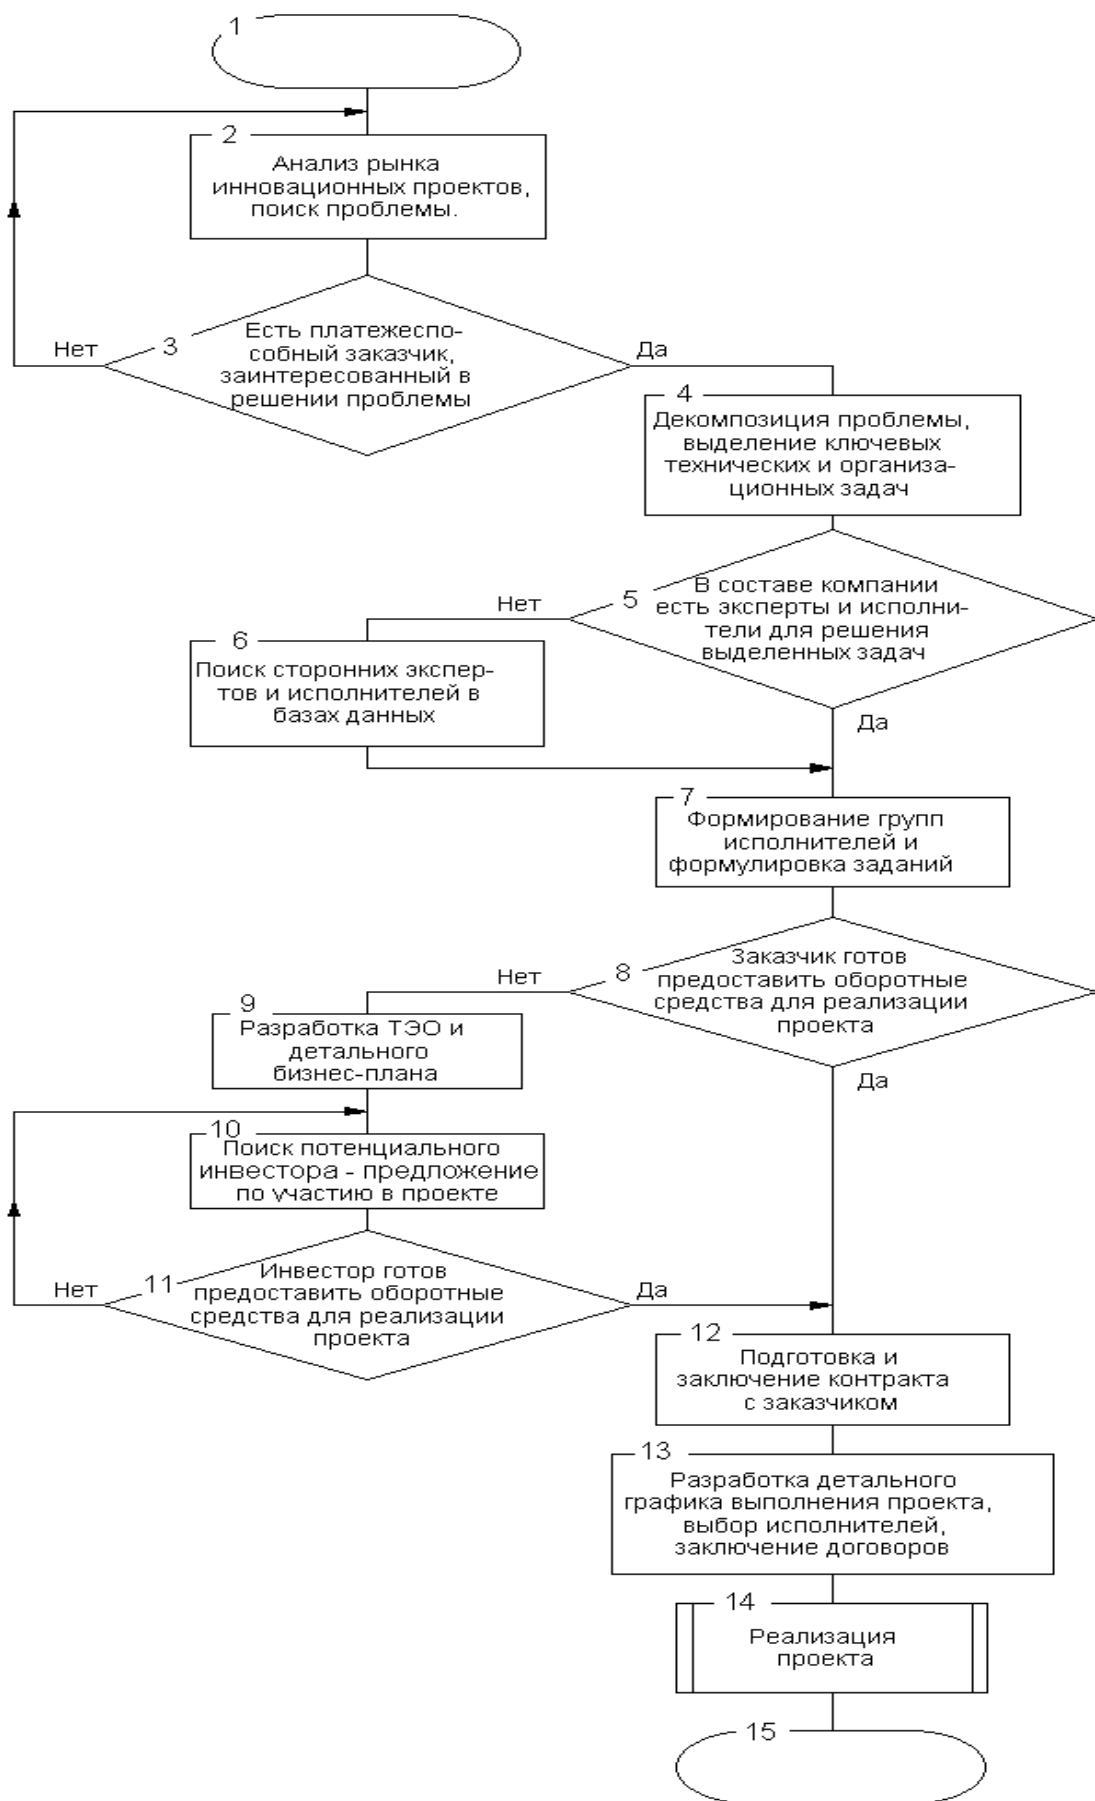 1
2
Анализ рынка
инновационных проектов,
поиск проблемы.
3
Есть платежеспо-
собный заказчик,
заинтересованный в
решении проблемы
Нет
Да
4
Декомпозиция проблемы,
выделение ключевых
технических и организа-
ционных задач
5
В составе компании
есть эксперты и исполни-
тели для решения
выделенных задач
Нет
Да
6
Поиск сторонних экспер-
тов и исполнителей в
базах данных
7
Формирование групп
исполнителей и
формулировка заданий
8
Заказчик готов
предоставить оборотные
средства для реализации
проекта
Нет
Да
9
Разработка ТЭО и
детального
бизнес-плана
10
Поиск потенциального
инвестора - предложение
по участию в проекте
11
Инвестор готов
предоставить оборотные
средства для реализации
проекта
Нет
Да
12
Подготовка и
заключение контракта
с заказчиком
13
Разработка детального
графика выполнения проекта,
выбор исполнителей,
заключение договоров
14
Реализация
проекта
15